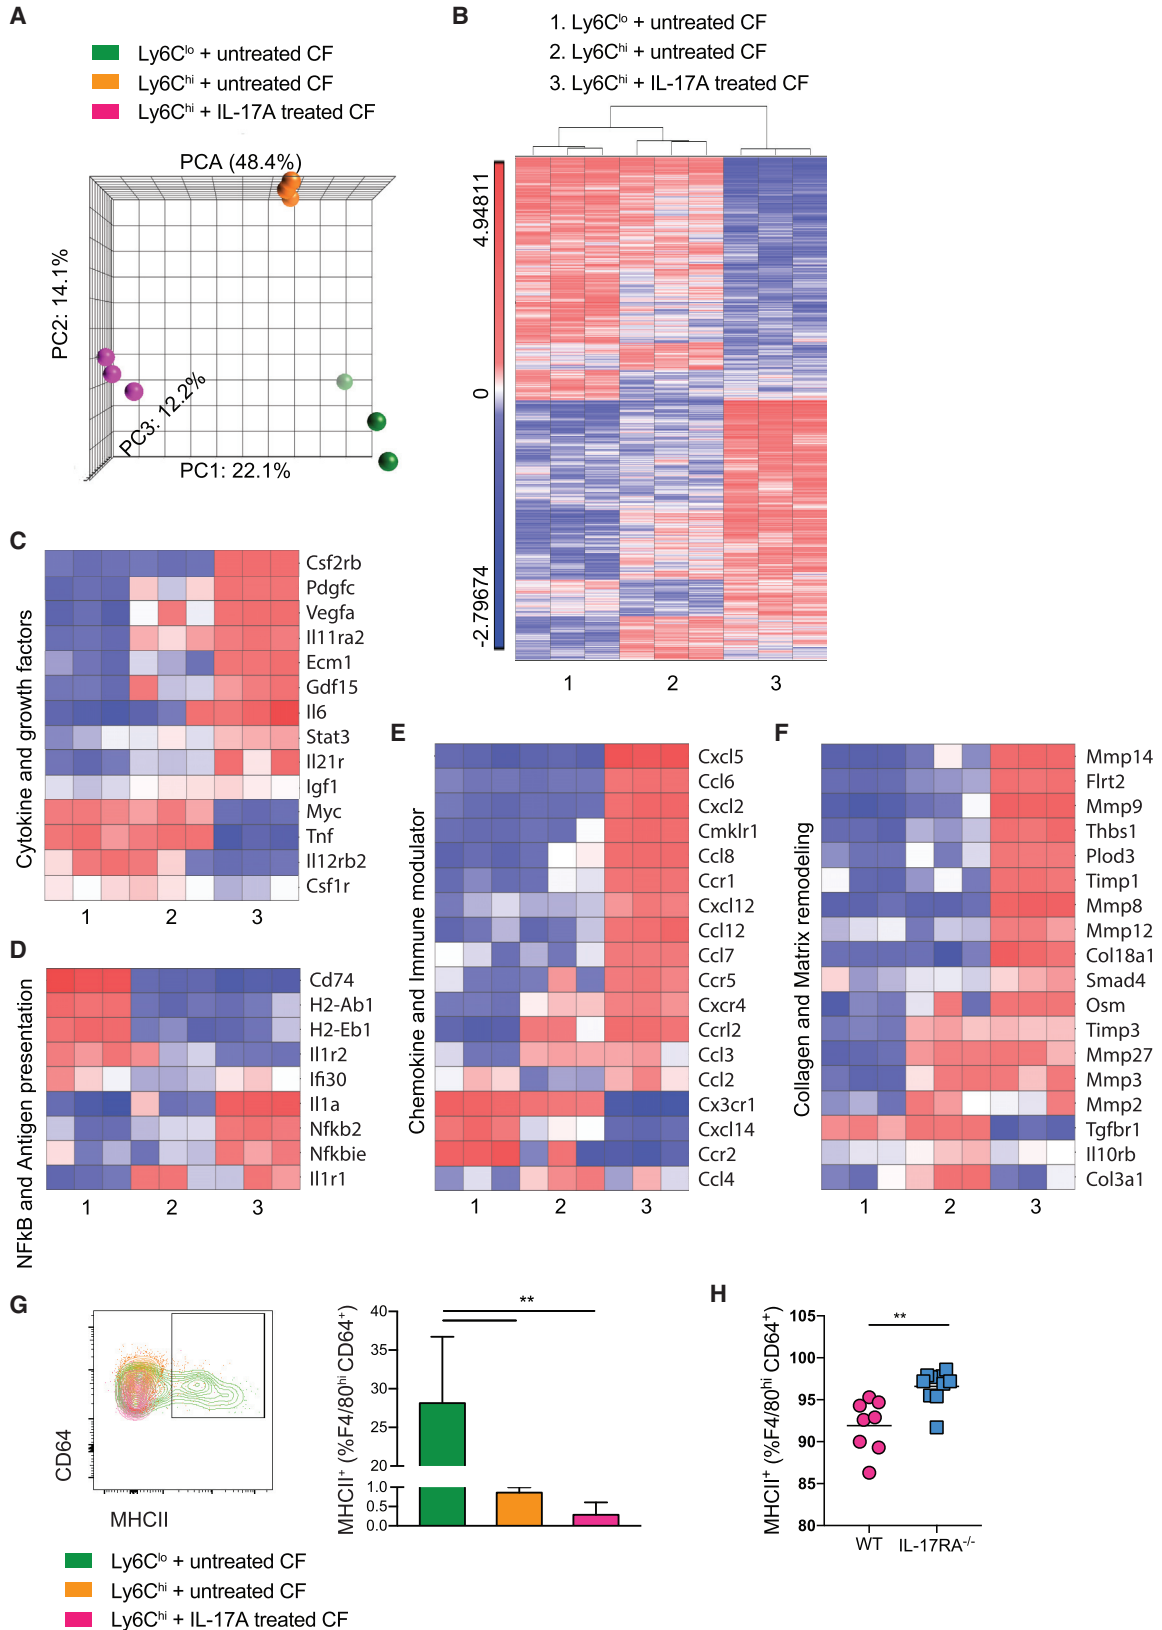 A
Ly6Clo + untreated CF
Ly6Chi + untreated CF
Ly6Chi + IL-17A treated CF
PCA (48.4%)
PC2: 14.1%
PC3: 12.2%
PC1: 22.1%
B
1. Ly6Clo + untreated CF
2. Ly6Chi + untreated CF
3. Ly6Chi + IL-17A treated CF
4.94811
0
-2.79674
1 2 3
C
Cytokine and growth factors
Csf2rb
Pdgfc
Vegfa
Il11ra2
Ecm1
Gdf15
Il6
Stat3
Il21r
Igf1
Myc
Tnf
Il12rb2
Csf1r
1 2 3
D
NFkB and Antigen presentation
Cd74
H2-Ab1
H2-Eb1
Il1r2
Ifi30
Il1a
Nfkb2
Nfkbie
Il1r1
1 2 3
E
Chemokine and Immune modulator
Cxcl5
Ccl6
Cxcl2
Cmklr1
Ccl8
Ccr1
Cxcl12
Ccl12
Ccl7
Ccr5
Cxcr4
Ccrl2
Ccl3
Ccl2
Cx3cr1
Cxcl14
Ccr2
Ccl4
1 2 3
F
Collagen and Matrix remodeling
Mmp14
Flrt2
Mmp9
Thbs1
Plod3
Timp1
Mmp8
Mmp12
Col18a1
Smad4
Osm
Timp3
Mmp27
Mmp3
Mmp2
Tgfbr1
Il10rb
Col3a1
1 2 3
G
CD64
MHCII
MHCII+ (%F4/80hi CD64+)
40
35
30
25
20
1.0
0.5
0.0
**
Ly6Clo + untreated CF
Ly6Chi + untreated CF
Ly6Chi + IL-17A treated CF
H
MHCII+ (%F4/80hi CD64+)
105
100
95
90
85
80
**
WT IL-17RA-/-